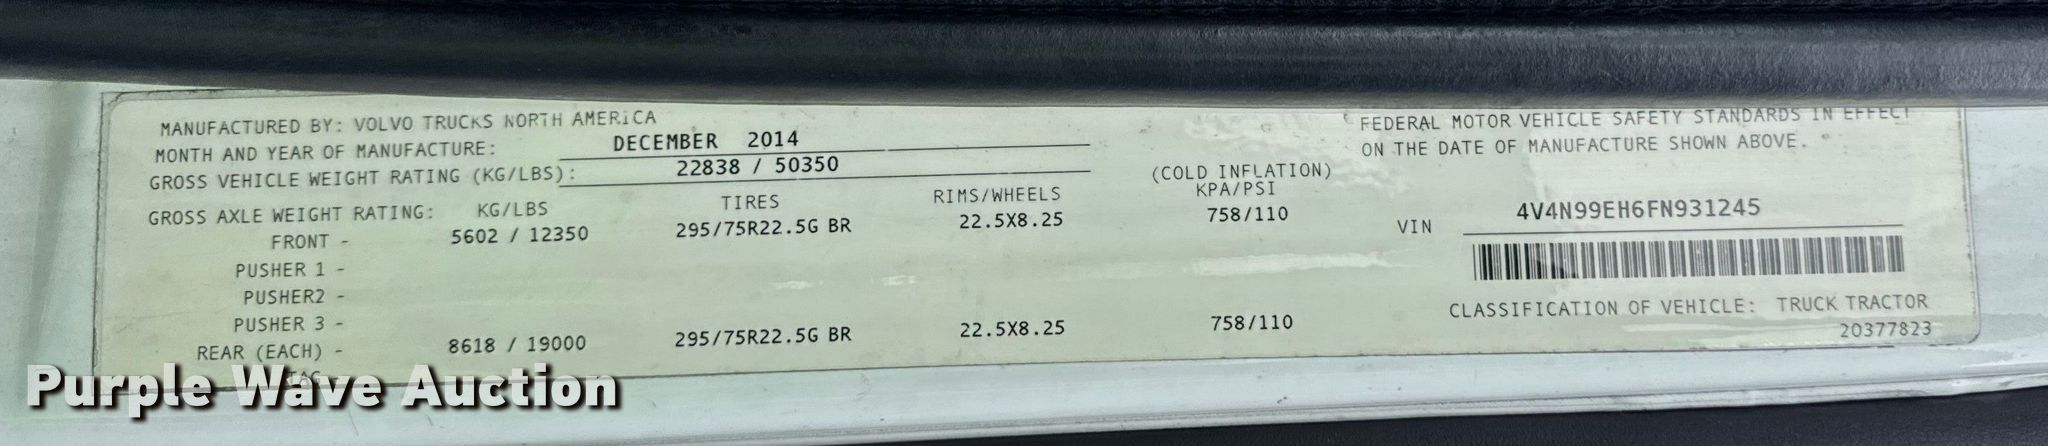 MANUFACTURED BY: VOLVO TRUCKS NORTH AMERICA
MONTH AND YEAR OF MANUFACTURE: DECEMBER 2014
GROSS VEHICLE WEIGHT RATING (KG/LBS): 22838 / 50350
GROSS AXLE WEIGHT RATING: KG/LBS TIRES RIMS/WHEELS (COLD INFLATION) KPA/PSI
FRONT - 5602 / 12350 295/75R22.5G BR 22.5X8.25 758/110
PUSHER 1 -
PUSHER2 -
PUSHER 3 -
REAR (EACH) - 8618 / 19000 295/75R22.5G BR 22.5X8.25 758/110
FEDERAL MOTOR VEHICLE SAFETY STANDARDS IN EFFECT
ON THE DATE OF MANUFACTURE SHOWN ABOVE.
VIN 4V4N99EH6FN931245
CLASSIFICATION OF VEHICLE: TRUCK TRACTOR
20377823
Purple Wave Auction